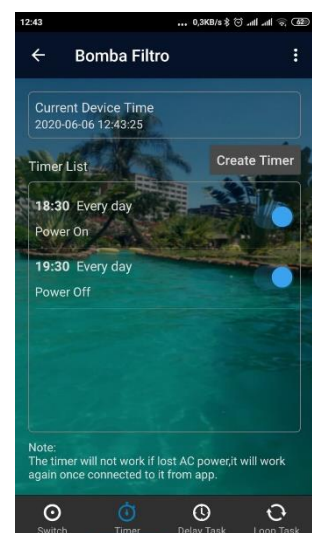 12:43 ... 0,3KB/s 62
Bomba Filtro
Current Device Time
2020-06-06 12:43:25
Timer List
Create Timer
18:30 Every day
Power On
19:30 Every day
Power Off
Note:
The timer will not work if lost AC power,it will work
again once connected to it from app.
Switch Timer Delay Task Loop Task